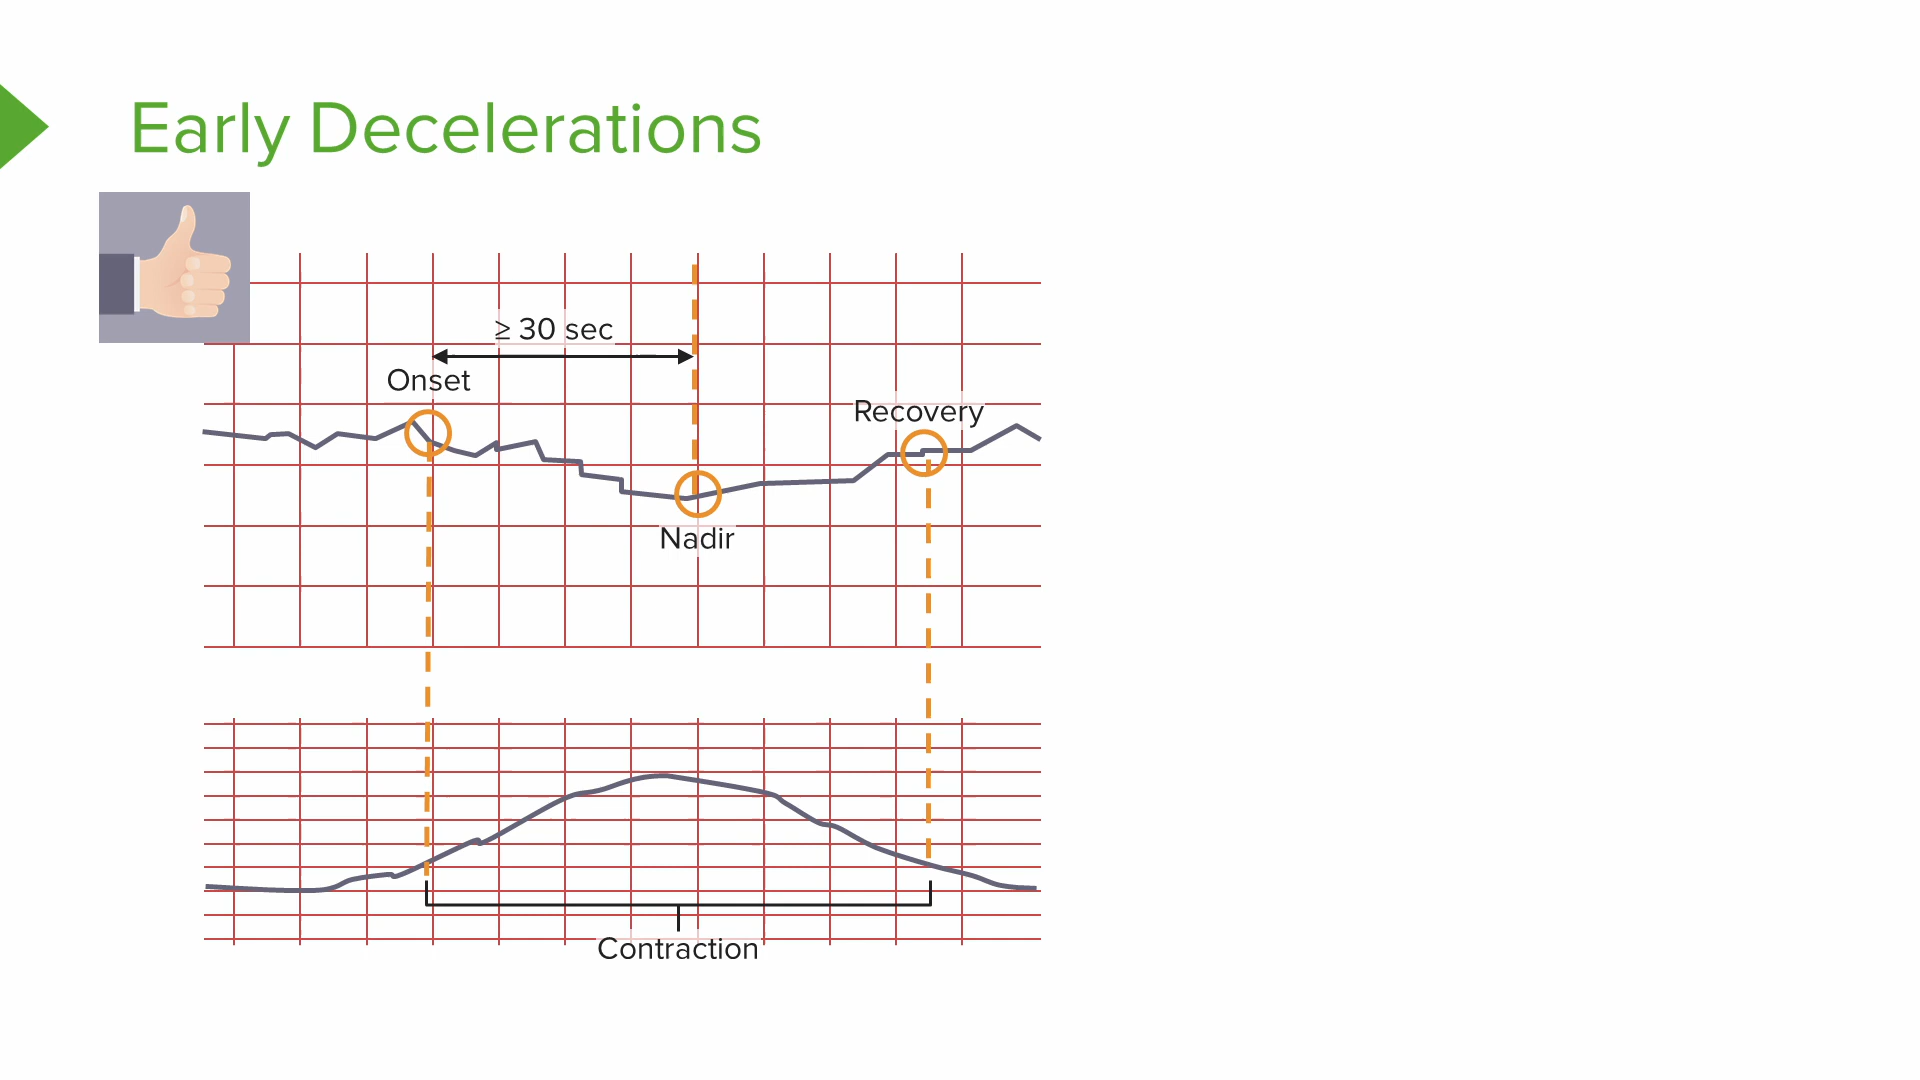 Early Decelerations
≥ 30 sec
Onset
Recovery
Nadir
Contraction